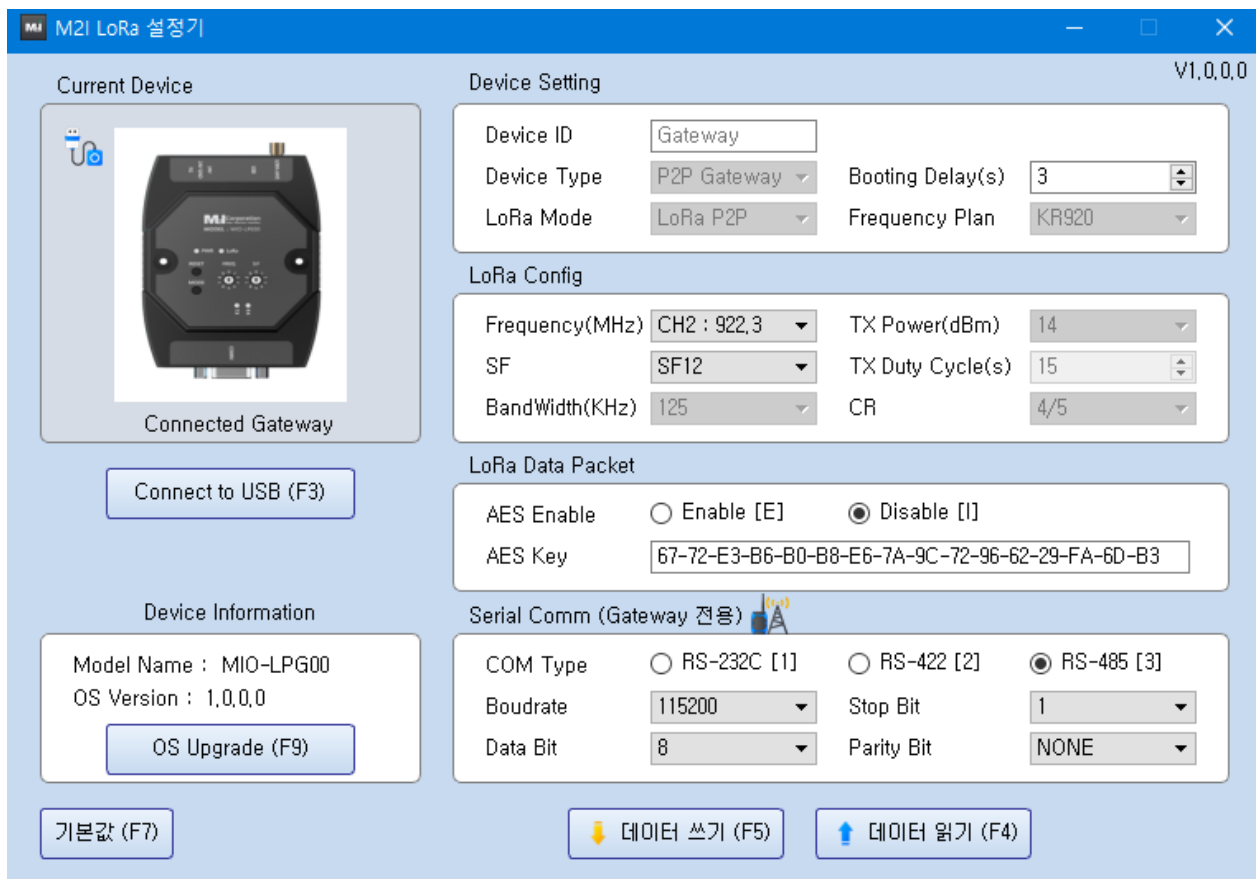 M2I LoRa 설정기
V1,0,0,0
Current Device
Connected Gateway
Connect to USB (F3)
Device Information
Model Name : MIO-LPG00
OS Version : 1,0,0,0
OS Upgrade (F9)
기본값 (F7)
Device Setting
Device ID Gateway
Device Type P2P Gateway Booting Delay(s) 3
LoRa Mode LoRa P2P Frequency Plan KR920
LoRa Config
Frequency(MHz) CH2 : 922,3 TX Power(dBm) 14
SF SF12 TX Duty Cycle(s) 15
BandWidth(KHz) 125 CR 4/5
LoRa Data Packet
AES Enable Enable [E] Disable [I]
AES Key 67-72-E3-B6-B0-B8-E6-7A-9C-72-96-62-29-FA-6D-B3
Serial Comm (Gateway 전용)
COM Type RS-232C [1] RS-422 [2] RS-485 [3]
Boudrate 115200 Stop Bit 1
Data Bit 8 Parity Bit NONE
데이터 쓰기 (F5) 데이터 읽기 (F4)